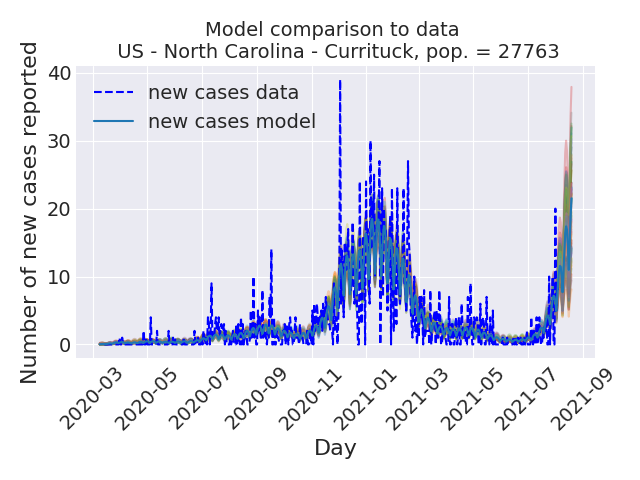 Model comparison to data
US - North Carolina - Currituck, pop. = 27763
Number of new cases reported
40
30
20
10
0
new cases data
new cases model
2020-03
2020-05
2020-07
2020-09
2020-11
2021-01
2021-03
2021-05
2021-07
2021-09
Day